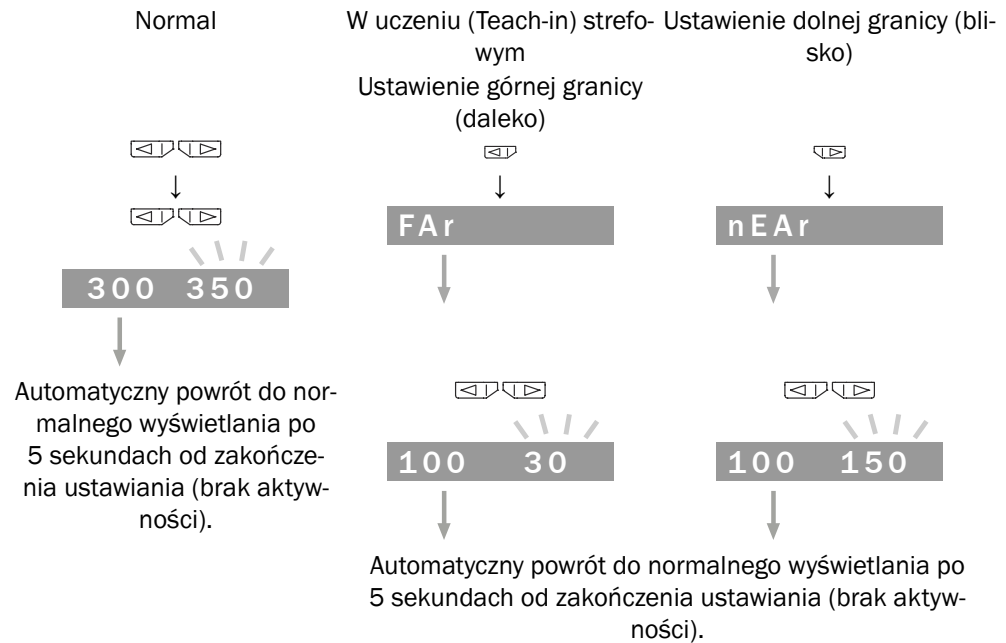 Normal
W uczeniu (Teach-in) strefo-
wym
Ustawienie górnej granicy
(daleko)
Ustawienie dolnej granicy (bli-
sko)
FAr
nEAr
300 350
Automatyczny powrót do nor-
malnego wyświetlania po
5 sekundach od zakończe-
nia ustawiania (brak aktyw-
ności).
100 30
100 150
Automatyczny powrót do normalnego wyświetlania po
5 sekundach od zakończenia ustawiania (brak aktyw-
ności).